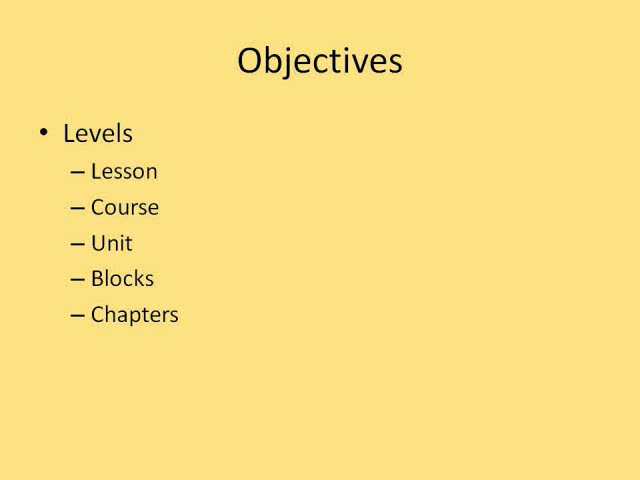 Objectives
• Levels
– Lesson
– Course
– Unit
– Blocks
– Chapters